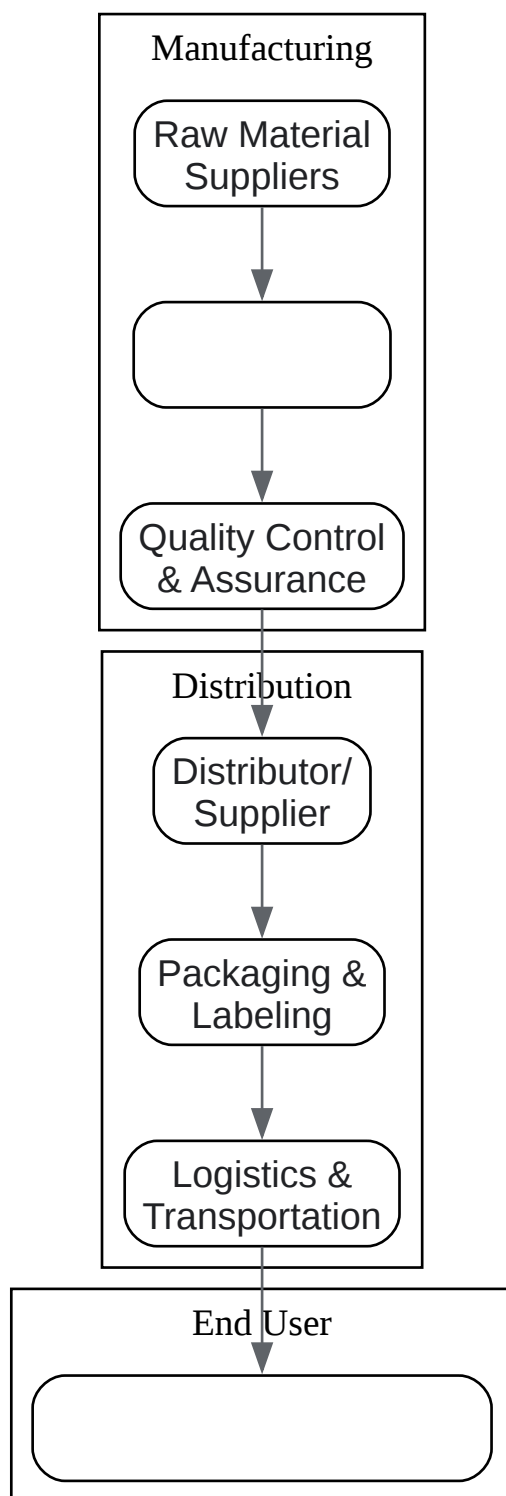 Manufacturing
Raw Material
Suppliers
Quality Control
& Assurance
Distribution
Distributor/
Supplier
Packaging &
Labeling
Logistics &
Transportation
End User